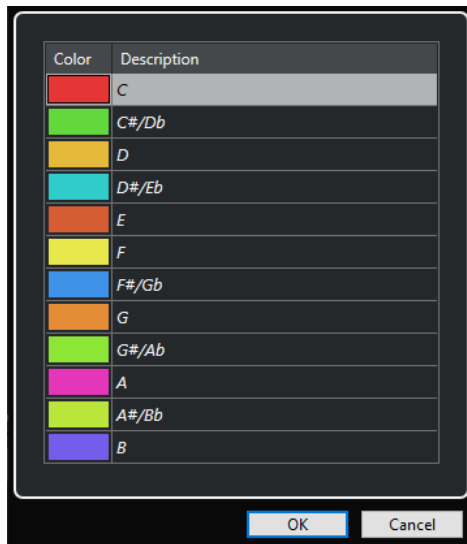 Color Description
C
C#/Db
D
D#/Eb
E
F
F#/Gb
G
G#/Ab
A
A#/Bb
B
OK Cancel